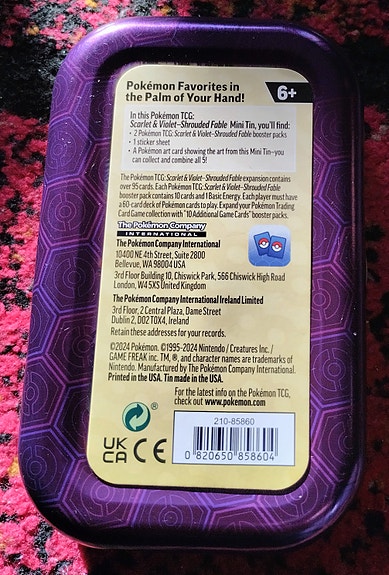 Pokémon Favorites in
the Palm of Your Hand!
6+
In this Pokémon TCG:
Scarlet & Violet–Shrouded Fable Mini Tin, you'll find:
• 2 Pokémon TCG: Scarlet & Violet–Shrouded Fable booster packs
• 1 sticker sheet
• A Pokémon art card showing the art from this Mini Tin—you
can collect and combine all 5!
The Pokémon TCG: Scarlet & Violet–Shrouded Fable expansion contains
over 95 cards. Each Pokémon TCG: Scarlet & Violet–Shrouded Fable
booster pack contains 10 cards and 1 Basic Energy. Each player must have
a 60-card deck of Pokémon cards to play. Expand your Pokémon Trading
Card Game collection with "10 Additional Game Cards" booster packs.
The Pokémon Company
INTERNATIONAL
The Pokémon Company International
10400 NE 4th Street, Suite 2800
Bellevue, WA 98004 USA
3rd Floor Building 10, Chiswick Park, 566 Chiswick High Road
London, W4 5XS United Kingdom
The Pokémon Company International Ireland Limited
3rd Floor, 2 Central Plaza, Dame Street
Dublin 2, D02 T0X4, Ireland
Retain these addresses for your records.
©2024 Pokémon. ©1995-2024 Nintendo / Creatures Inc. /
GAME FREAK inc. TM, ®, and character names are trademarks of
Nintendo. Manufactured by The Pokémon Company International.
Printed in the USA. Tin made in the USA.
For the latest info on the Pokémon TCG,
check out www.pokemon.com
®
UK
CA CE
210-85860
0 820650 858604